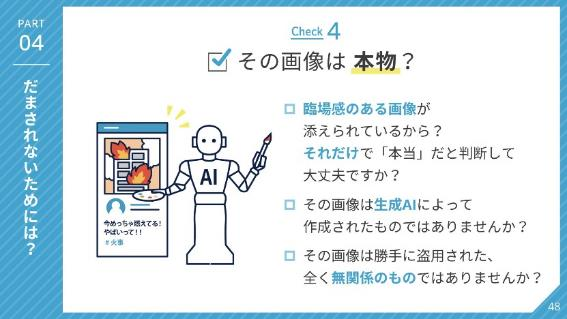 PART
04
だまされないためには？
Check 4
その画像は 本物？
臨場感のある画像が
添えられているから？
それだけで「本当」だと判断して
大丈夫ですか？
その画像は生成AIによって
作成されたものではありませんか？
その画像は勝手に盗用された、
全く無関係のものではありませんか？
AI
今めっちゃ燃えてる！
やばいって！！
#火事
48